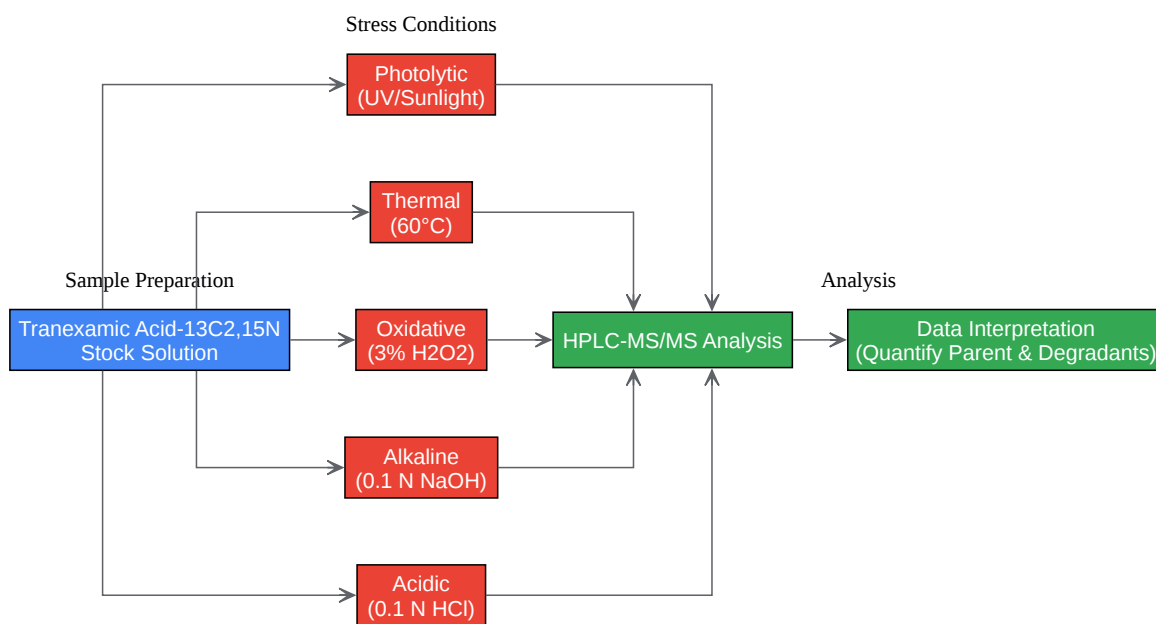 Stress Conditions
Photolytic
(UV/Sunlight)
Thermal
(60°C)
Sample Preparation
Analysis
Tranexamic Acid-13C2,15N
Stock Solution
Oxidative
(3% H2O2)
HPLC-MS/MS Analysis
Data Interpretation
(Quantify Parent & Degradants)
Alkaline
(0.1 N NaOH)
Acidic
(0.1 N HCl)